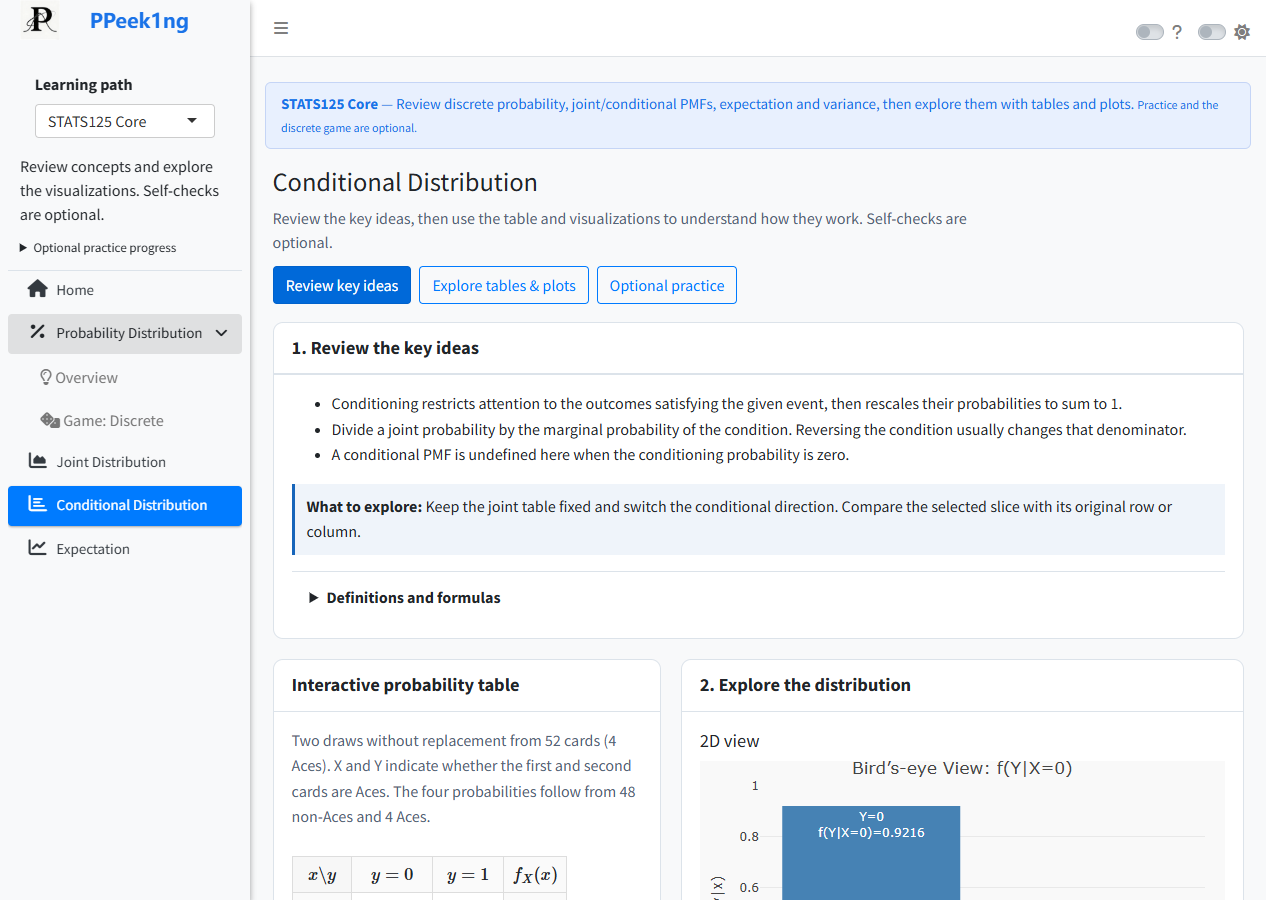 PPeek1ng
Learning path
STATS125 Core
Review concepts and explore
the visualizations. Self-checks
are optional.
Optional practice progress
Home
Probability Distribution
Overview
Game: Discrete
Joint Distribution
Conditional Distribution
Expectation
?
STATS125 Core — Review discrete probability, joint/conditional PMFs, expectation and variance, then explore them with tables and plots. Practice and the
discrete game are optional.
Conditional Distribution
Review the key ideas, then use the table and visualizations to understand how they work. Self-checks are
optional.
Review key ideas
Explore tables & plots
Optional practice
1. Review the key ideas
• Conditioning restricts attention to the outcomes satisfying the given event, then rescales their probabilities to sum to 1.
• Divide a joint probability by the marginal probability of the condition. Reversing the condition usually changes that denominator.
• A conditional PMF is undefined here when the conditioning probability is zero.
What to explore: Keep the joint table fixed and switch the conditional direction. Compare the selected slice with its original row or
column.
Definitions and formulas
Interactive probability table
Two draws without replacement from 52 cards (4
Aces). X and Y indicate whether the first and second
cards are Aces. The four probabilities follow from 48
non-Aces and 4 Aces.
x\y y = 0 y = 1 f_X(x)
2. Explore the distribution
2D view
Bird’s-eye View: f(Y|X=0)
1
Y=0
f(Y|X=0)=0.9216
0.8
0.6